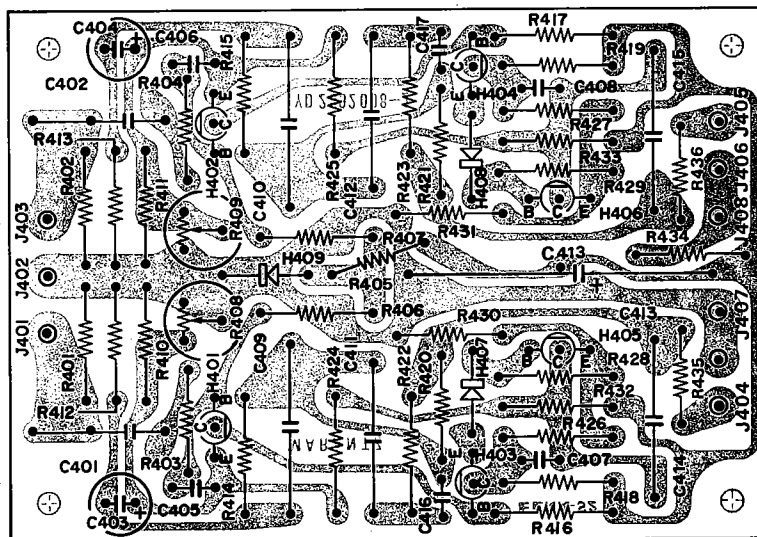 C404
C406
R415
C417
B
R417
R419
C415
C402
R404
E
C
C
E
H404
C408
J405
R413
B
YD
R427
R402
R411
H402
C410
R425
C412
R423
R421
H408
R433
R429
R436
J406
J403
R409
R431
B
C
E
H406
J408
R407
R434
J402
H409
R405
C413
+
J401
R408
R406
R430
C413
J407
R401
R410
H401
C409
R424
C411
R422
R420
H407
H405
R428
R435
R412
B
R432
J404
C
R426
C401
R403
E
MARANTZ
E
H403
C407
C414
C403
+
C405
R414
C416
C
B
R418
R416